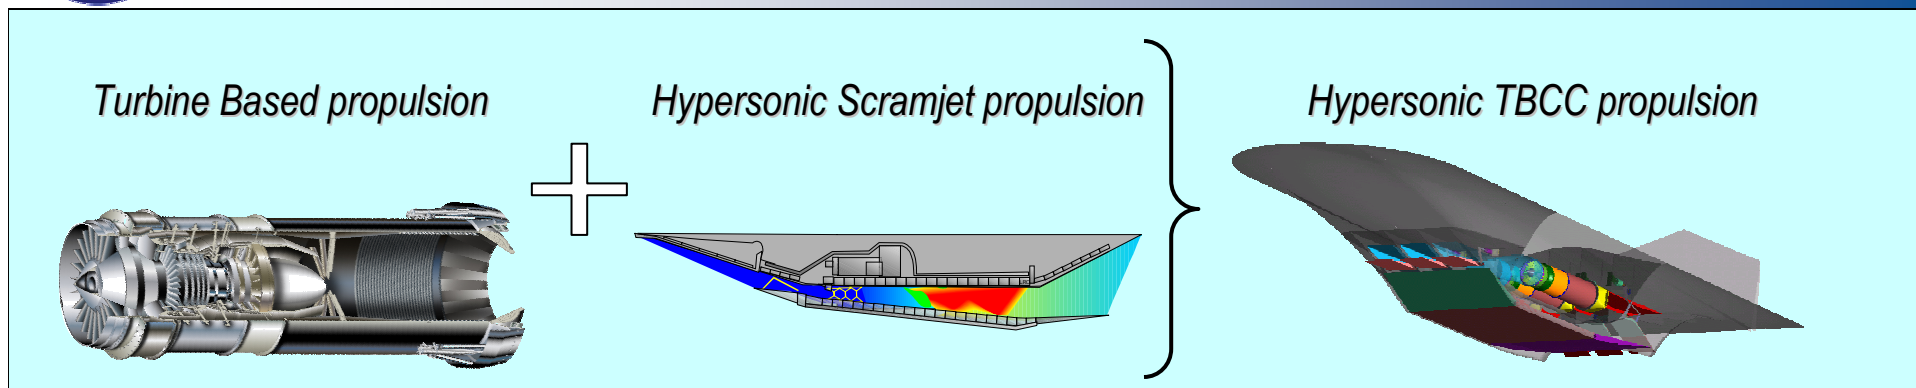 Turbine Based propulsion
Hypersonic Scramjet propulsion
Hypersonic TBCC propulsion